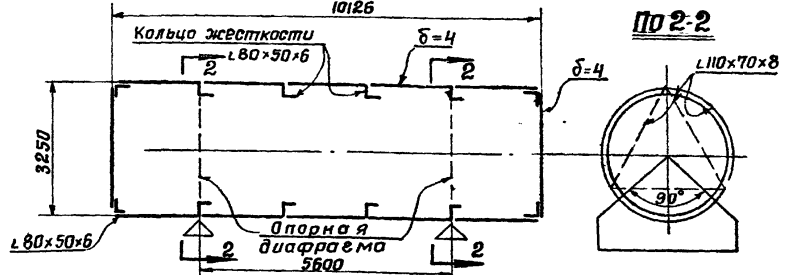 10126
По 2-2
Кольцо жёсткости
∟80×50×6
δ=4
2
2
∟110×70×8
δ=4
3250
90°
Опорная
диафрагма
∟80×50×6
2
2
5600